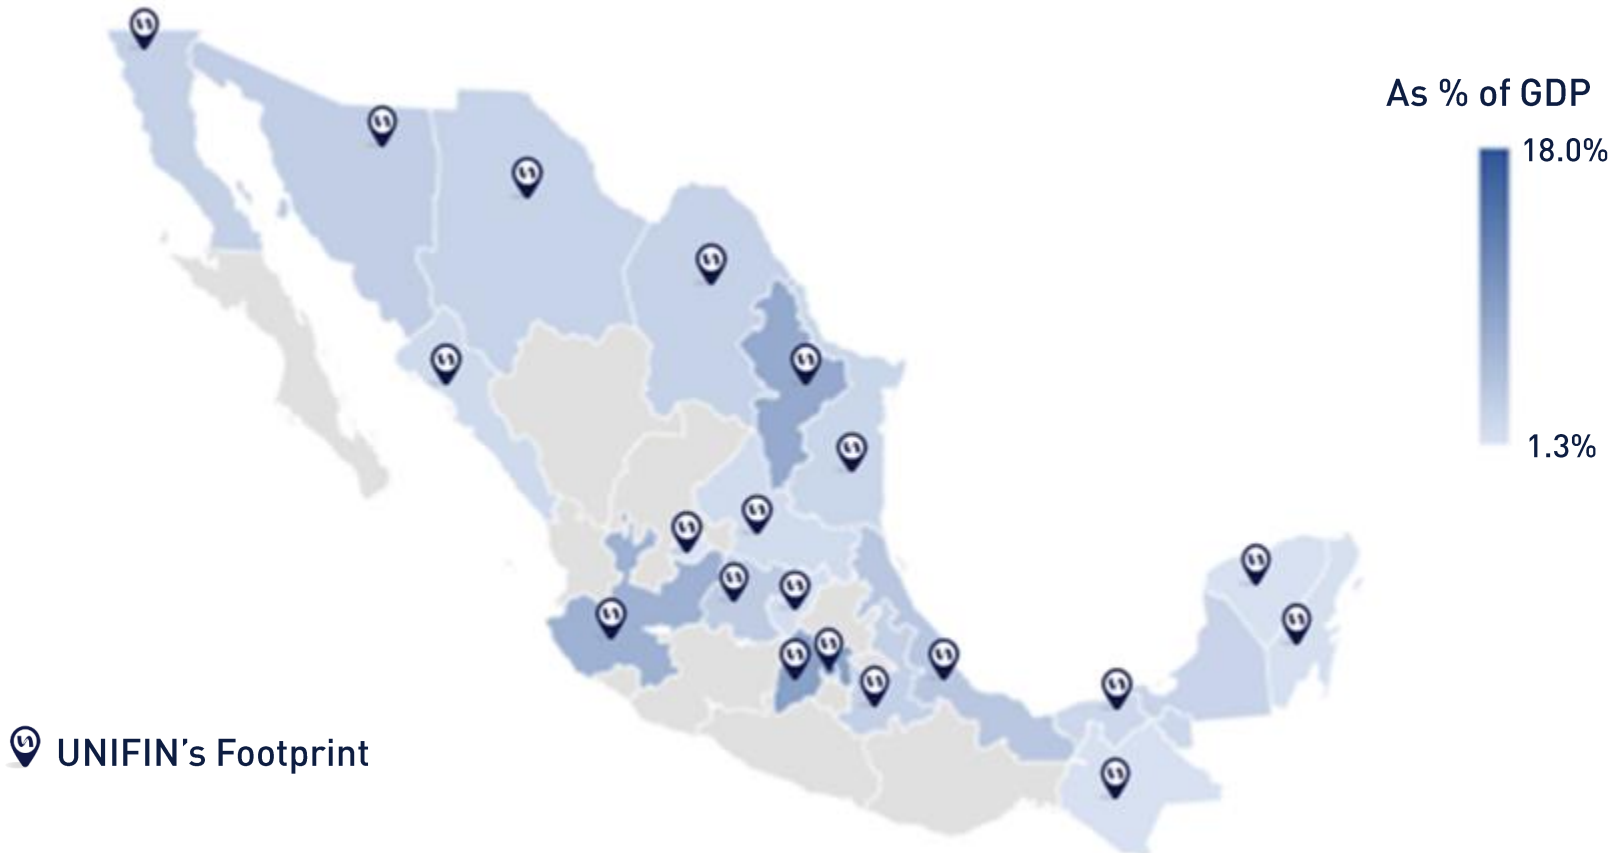 As % of GDP
18.0%
1.3%
UNIFIN's Footprint